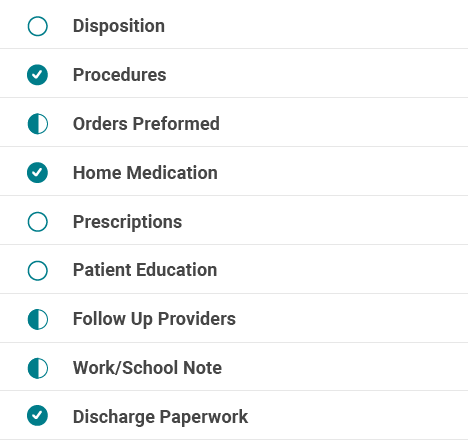 Disposition
Procedures
Orders Preformed
Home Medication
Prescriptions
Patient Education
Follow Up Providers
Work/School Note
Discharge Paperwork